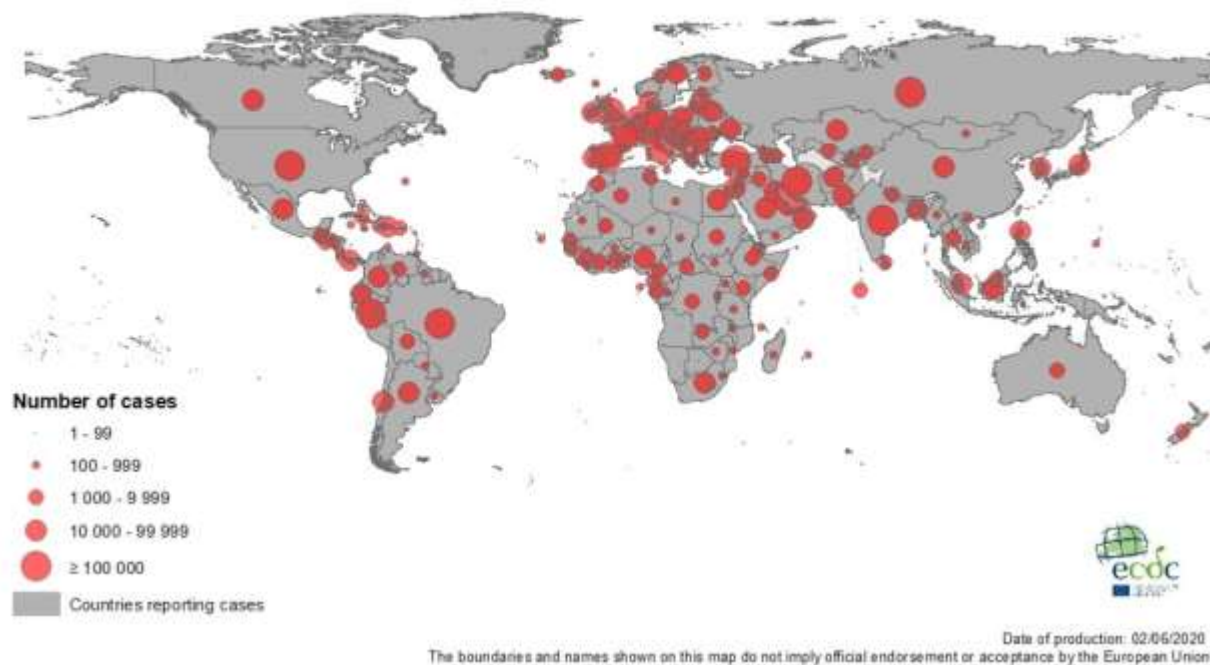 Number of cases
1 - 99
100 - 999
1 000 - 9 999
10 000 - 99 999
≥ 100 000
Countries reporting cases
ecdc
Date of production: 02/06/2020
The boundaries and names shown on this map do not imply official endorsement or acceptance by the European Union